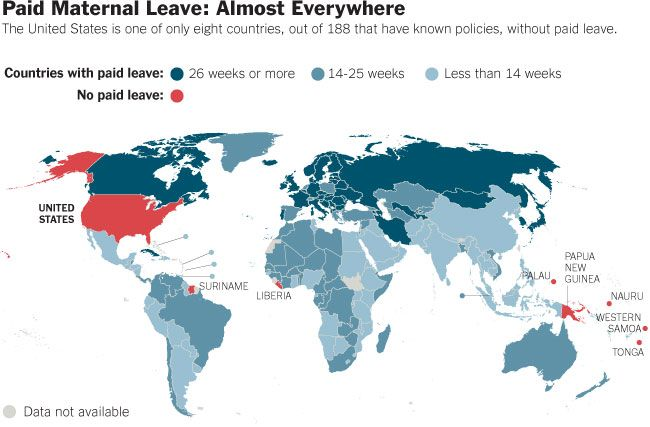 Paid Maternal Leave: Almost Everywhere
The United States is one of only eight countries, out of 188 that have known policies, without paid leave.
Countries with paid leave: 26 weeks or more 14-25 weeks Less than 14 weeks
No paid leave:
UNITED
STATES
SURINAME
LIBERIA
PALAU
PAPUA
NEW
GUINEA
NAURU
WESTERN
SAMOA
TONGA
Data not available